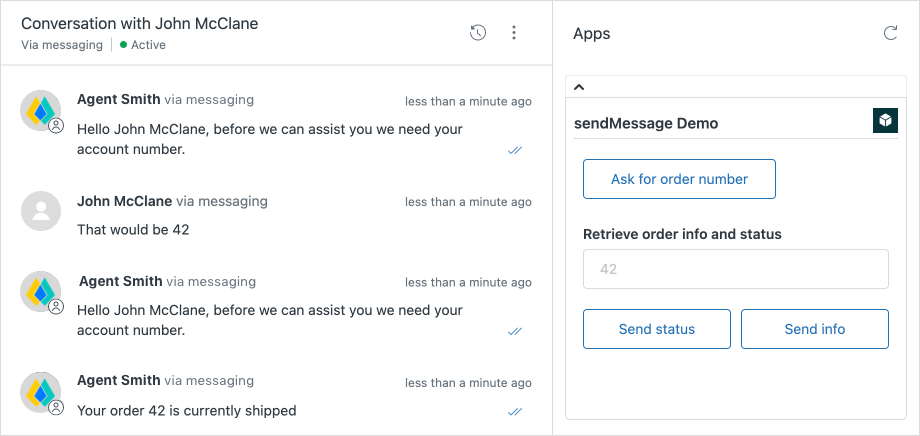 Conversation with John McClane
Via messaging Active
Agent Smith via messaging less than a minute ago
Hello John McClane, before we can assist you we need your
account number.
John McClane via messaging less than a minute ago
That would be 42
Agent Smith via messaging less than a minute ago
Hello John McClane, before we can assist you we need your
account number.
Agent Smith via messaging less than a minute ago
Your order 42 is currently shipped
Apps
sendMessage Demo
Ask for order number
Retrieve order info and status
42
Send status Send info